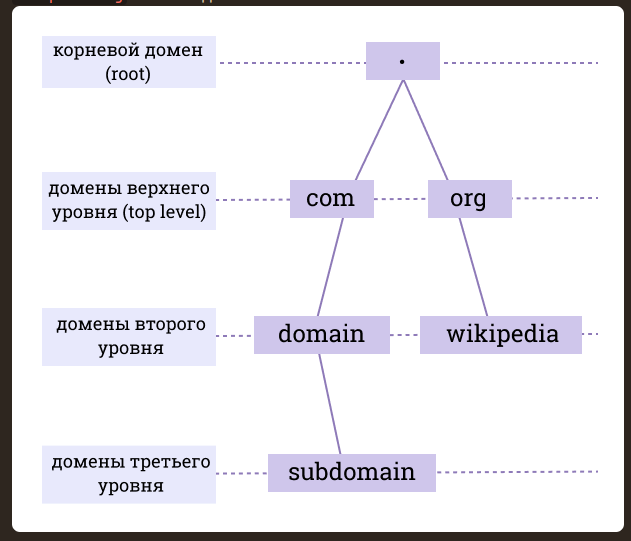 корневой домен
(root)
.
домены верхнего
уровня (top level)
com
org
домены второго
уровня
domain
wikipedia
домены третьего
уровня
subdomain